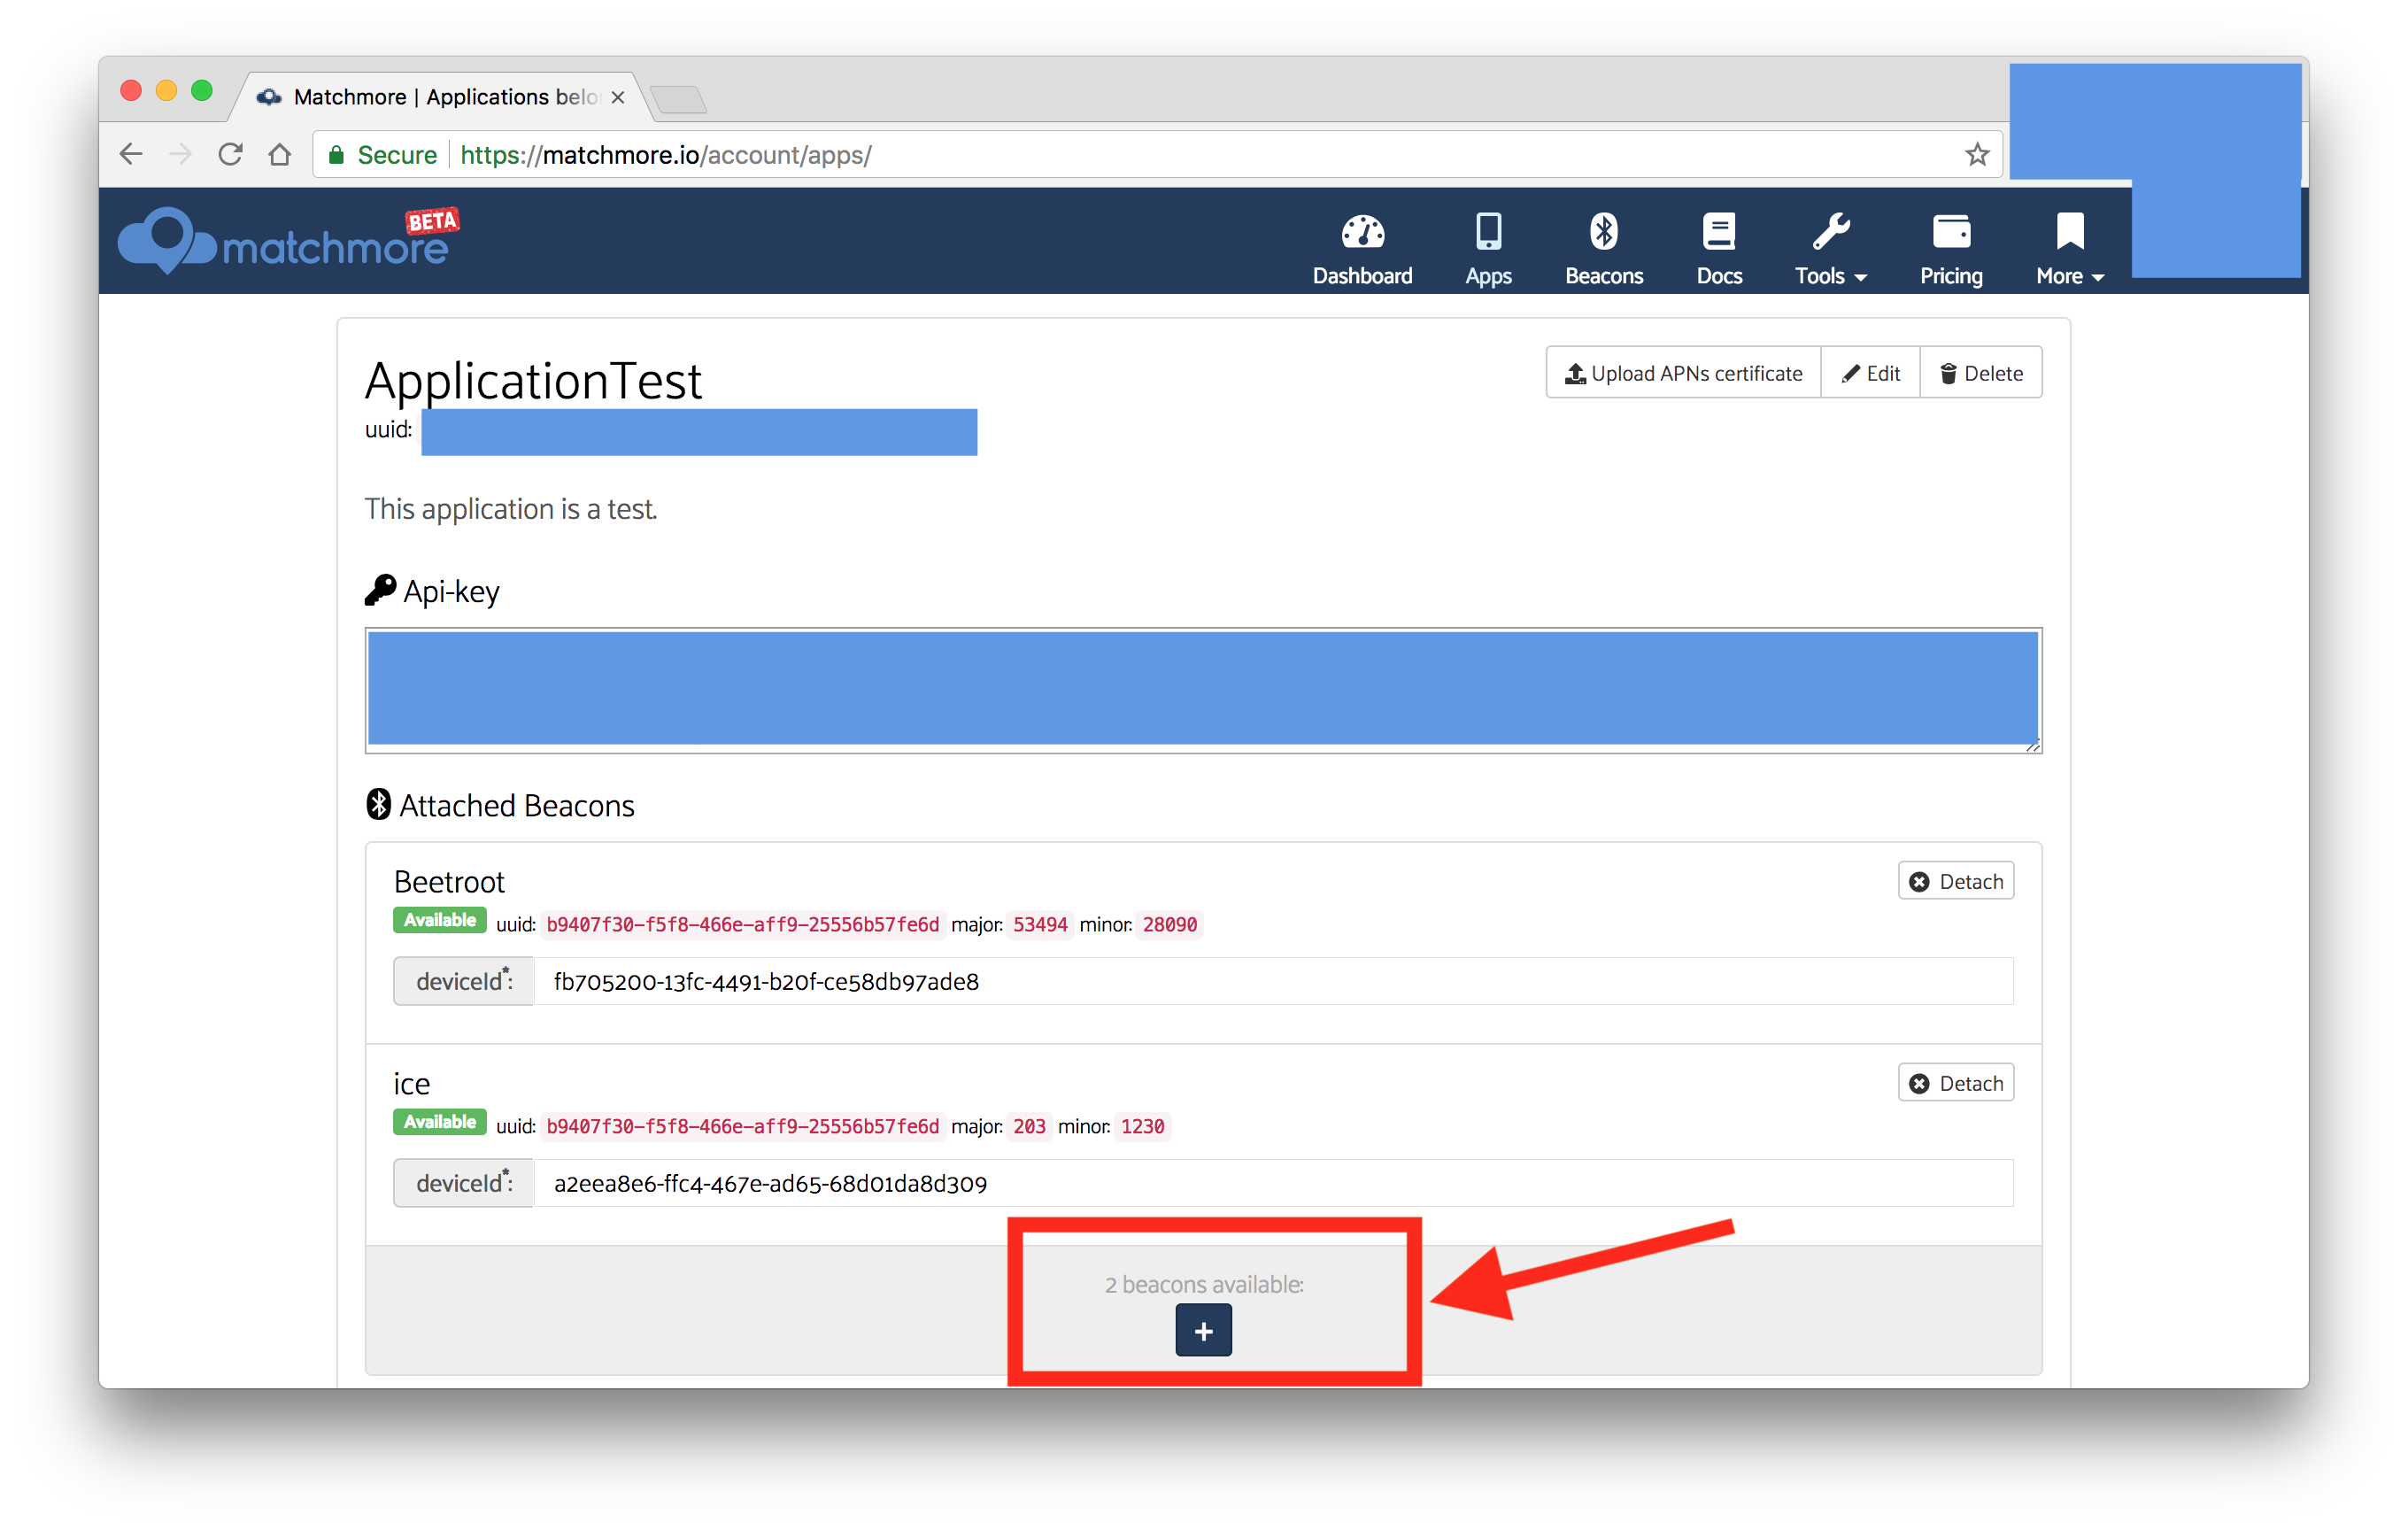 Matchmore | Applications belo
Secure https://matchmore.io/account/apps/
matchmore BETA
Dashboard Apps Beacons Docs Tools Pricing More
ApplicationTest
Upload APNs certificate Edit Delete
uuid:
This application is a test.
Api-key
Attached Beacons
Beetroot Detach
Available uuid: b9407f30-f5f8-466e-aff9-25556b57fe6d major: 53494 minor: 28090
deviceId*: fb705200-13fc-4491-b20f-ce58db97ade8
ice Detach
Available uuid: b9407f30-f5f8-466e-aff9-25556b57fe6d major: 203 minor: 1230
deviceId*: a2eea8e6-ffc4-467e-ad65-68d01da8d309
2 beacons available:
+